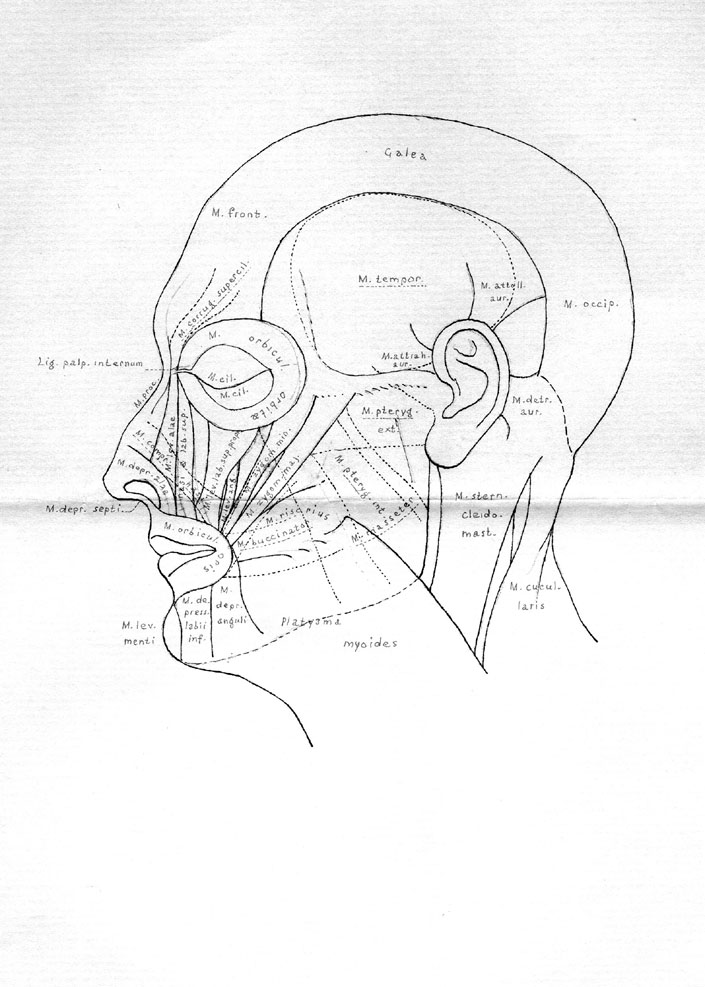 Galea
M. front.
M. corrug. supercil.
M. tempor.
M. attoll.
aur.
M. occip.
M. orbicul.
orbitae
Lig. palp. internum
M. cil.
M. cil.
M. proc.
M. attrah.
aur.
M. detr.
aur.
M. pteryg.
ext.
M. compr.
M. depr. alae
M. depr. septi
M. lev. lab. sup. prop.
M. zygom. min.
M. zygom. maj.
M. pteryg. int.
M. masseter
M. risorius
M. buccinator
M. orbicul.
oris
M. stern.
cleido-
mast.
M. cucul-
laris
M. lev.
menti
M. de
press.
labii
inf.
M.
depr.
anguli
Platysma
myoides